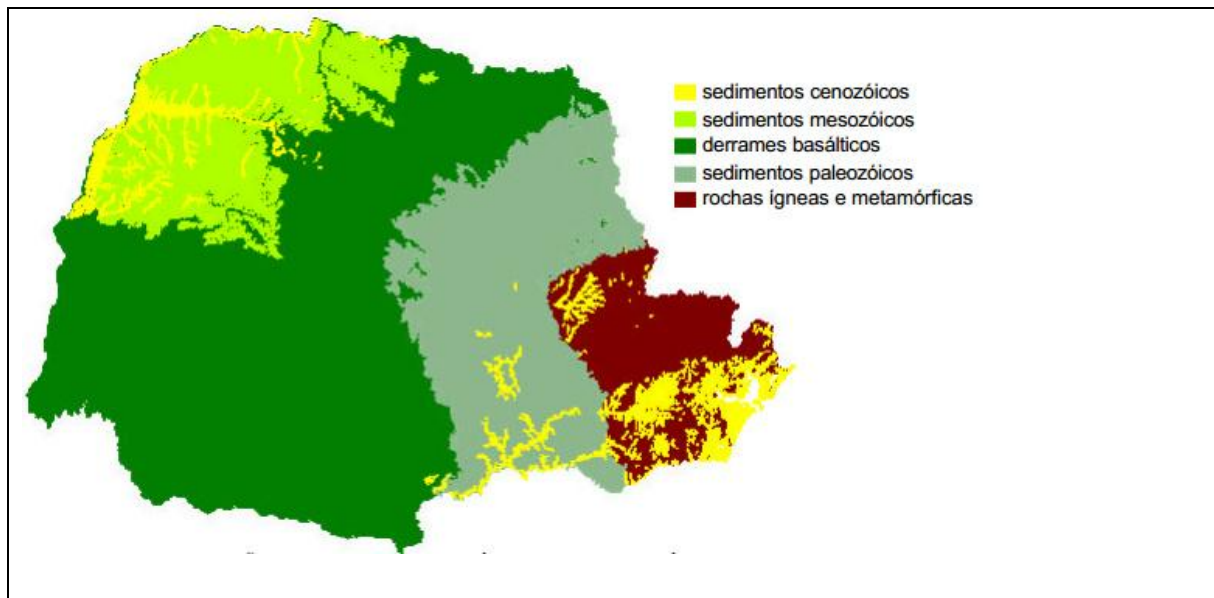 sedimentos cenozóicos
sedimentos mesozóicos
derrames basálticos
sedimentos paleozóicos
rochas ígneas e metamórficas